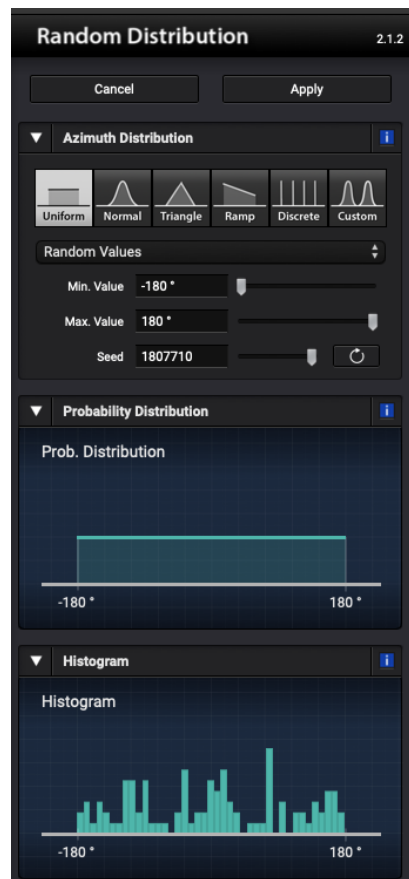 Random Distribution 2.1.2
Cancel Apply
▼ Azimuth Distribution i
Uniform Normal Triangle Ramp Discrete Custom
Random Values
Min. Value -180 °
Max. Value 180 °
Seed 1807710
▼ Probability Distribution i
Prob. Distribution
-180 ° 180 °
▼ Histogram i
Histogram
-180 ° 180 °